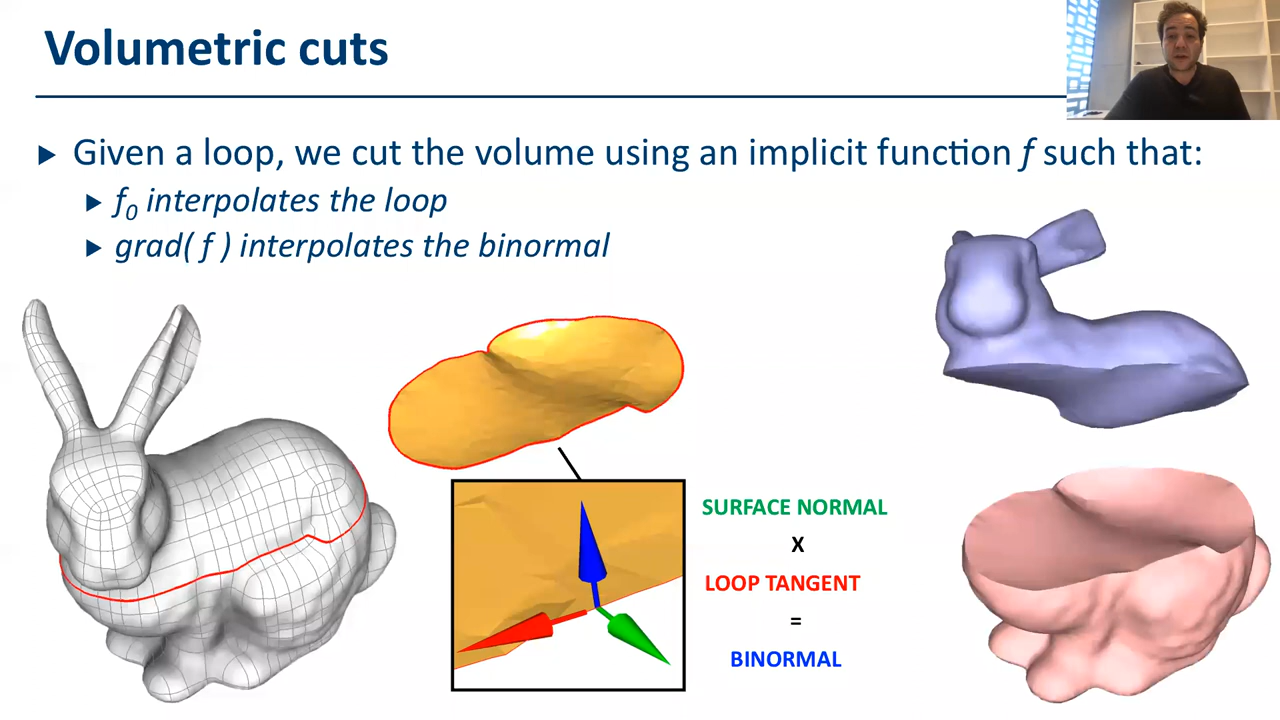 Volumetric cuts
Given a loop, we cut the volume using an implicit function f such that:
f0 interpolates the loop
grad( f ) interpolates the binormal
SURFACE NORMAL
X
LOOP TANGENT
=
BINORMAL